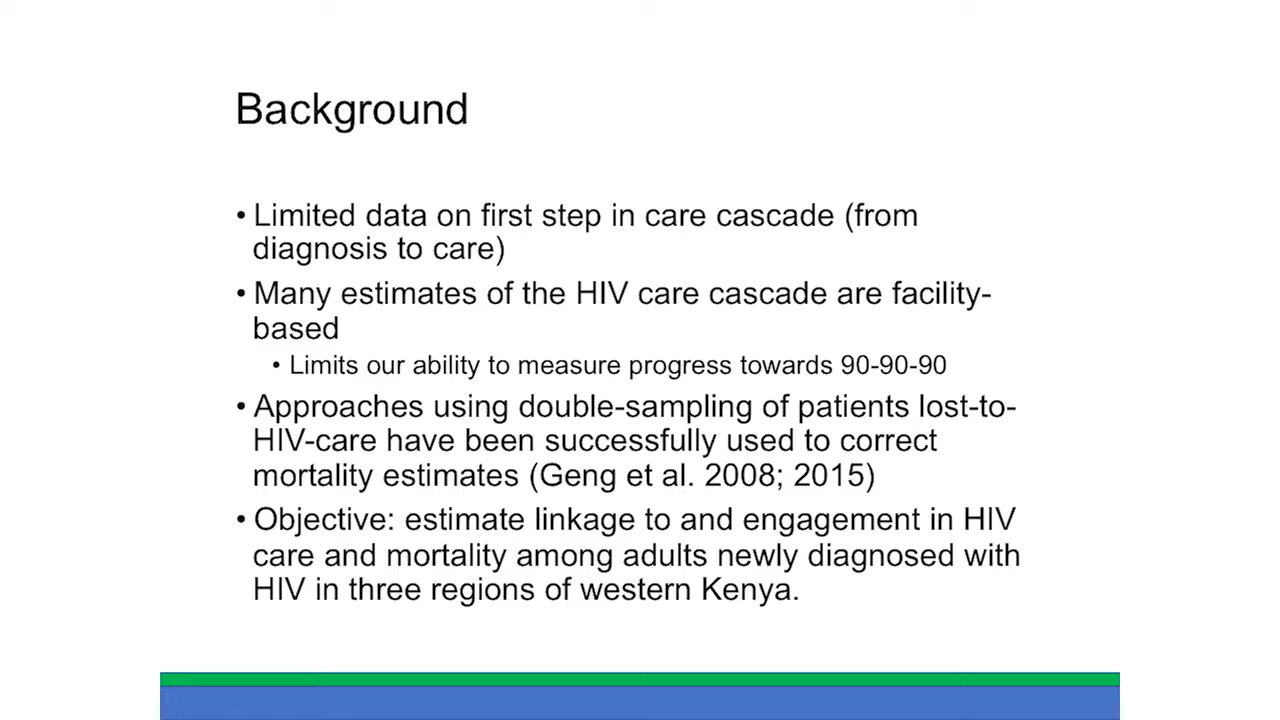 Background
• Limited data on first step in care cascade (from
diagnosis to care)
• Many estimates of the HIV care cascade are facility-
based
• Limits our ability to measure progress towards 90-90-90
• Approaches using double-sampling of patients lost-to-
HIV-care have been successfully used to correct
mortality estimates (Geng et al. 2008; 2015)
• Objective: estimate linkage to and engagement in HIV
care and mortality among adults newly diagnosed with
HIV in three regions of western Kenya.